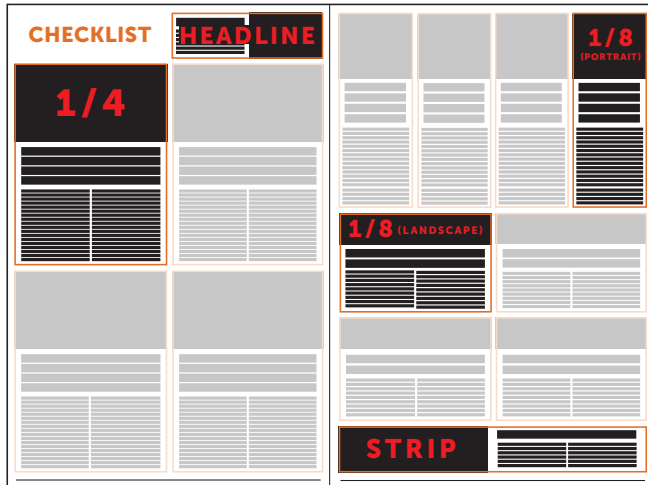 CHECKLIST
HEADLINE
1/4
1/8
(PORTRAIT)
1/8 (LANDSCAPE)
STRIP